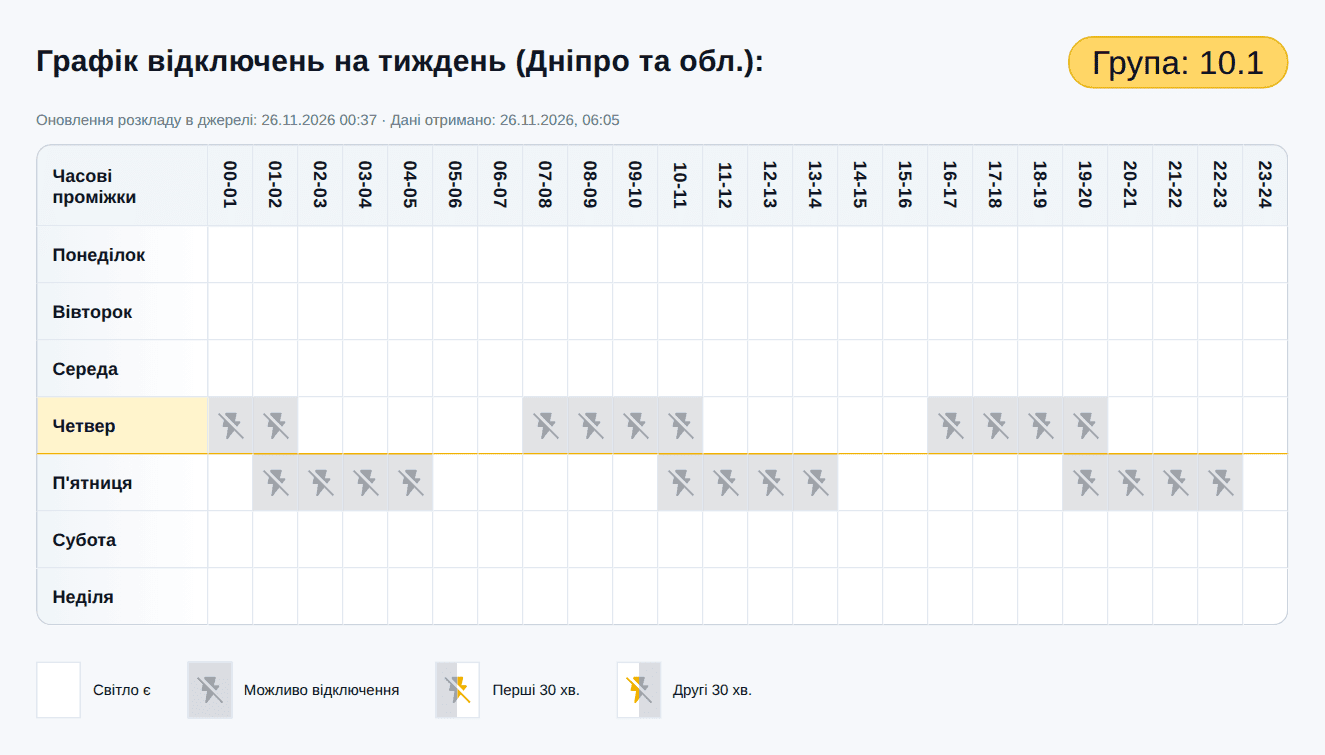 Графік відключень на тиждень (Дніпро та обл.):
Група: 10.1
Оновлення розкладу в джерелі: 26.11.2026 00:37 · Дані отримано: 26.11.2026, 06:05
Часові
проміжки
00-01
01-02
02-03
03-04
04-05
05-06
06-07
07-08
08-09
09-10
10-11
11-12
12-13
13-14
14-15
15-16
16-17
17-18
18-19
19-20
20-21
21-22
22-23
23-24
Понеділок
Вівторок
Середа
Четвер
П'ятниця
Субота
Неділя
Світло є
Можливо відключення
Перші 30 хв.
Другі 30 хв.